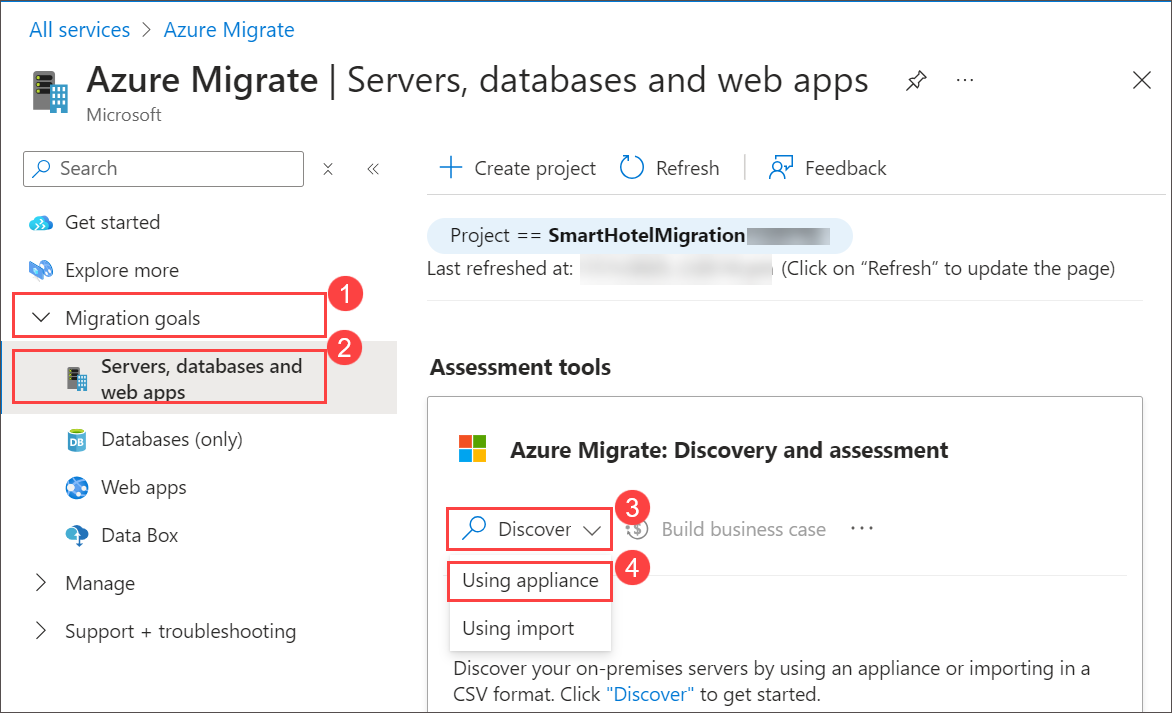 All services > Azure Migrate
Azure Migrate | Servers, databases and web apps
Microsoft
Search
Create project
Refresh
Feedback
Get started
Explore more
Migration goals
1
Servers, databases and
web apps
2
Databases (only)
Web apps
Data Box
Manage
Support + troubleshooting
Project == SmartHotelMigration
Last refreshed at: (Click on “Refresh” to update the page)
Assessment tools
Azure Migrate: Discovery and assessment
Discover
3
Build business case
Using appliance
4
Using import
Discover your on-premises servers by using an appliance or importing in a
CSV format. Click "Discover" to get started.